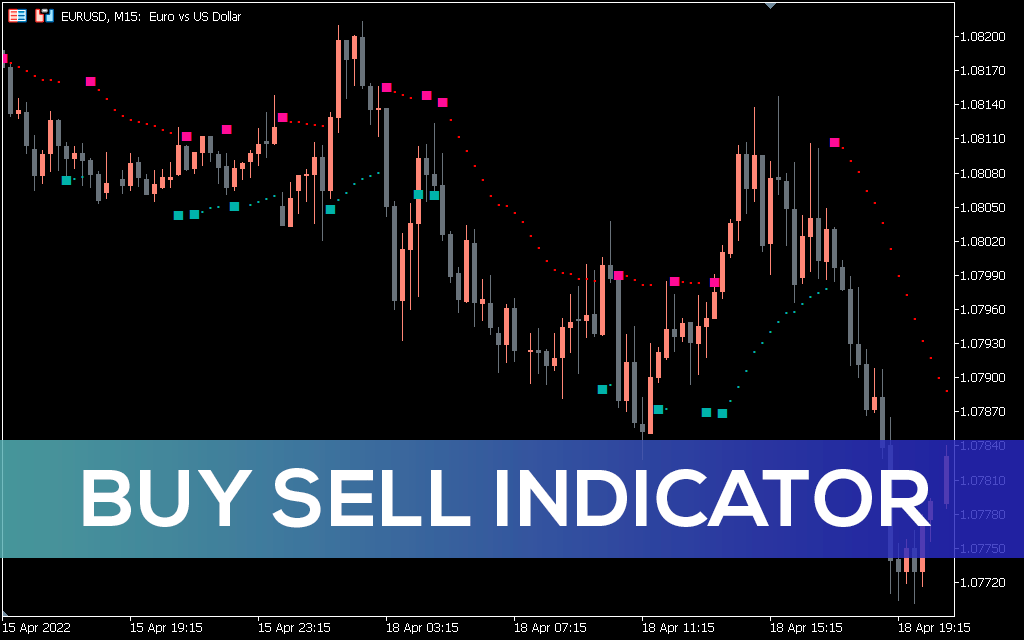 EURUSD, M15: Euro vs US Dollar
1.08200
1.08170
1.08140
1.08110
1.08080
1.08050
1.08020
1.07990
1.07960
1.07930
1.07900
1.07870
1.07840
1.07810
1.07780
1.07750
1.07720
BUY SELL INDICATOR
15 Apr 2022
15 Apr 19:15
15 Apr 23:15
18 Apr 03:15
18 Apr 07:15
18 Apr 11:15
18 Apr 15:15
18 Apr 19:15